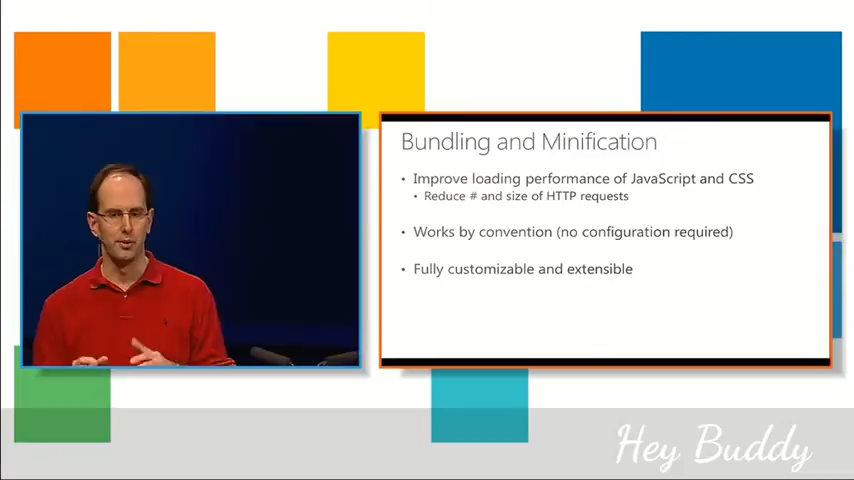 Bundling and Minification
• Improve loading performance of JavaScript and CSS
• Reduce # and size of HTTP requests
• Works by convention (no configuration required)
• Fully customizable and extensible
Hey Buddy